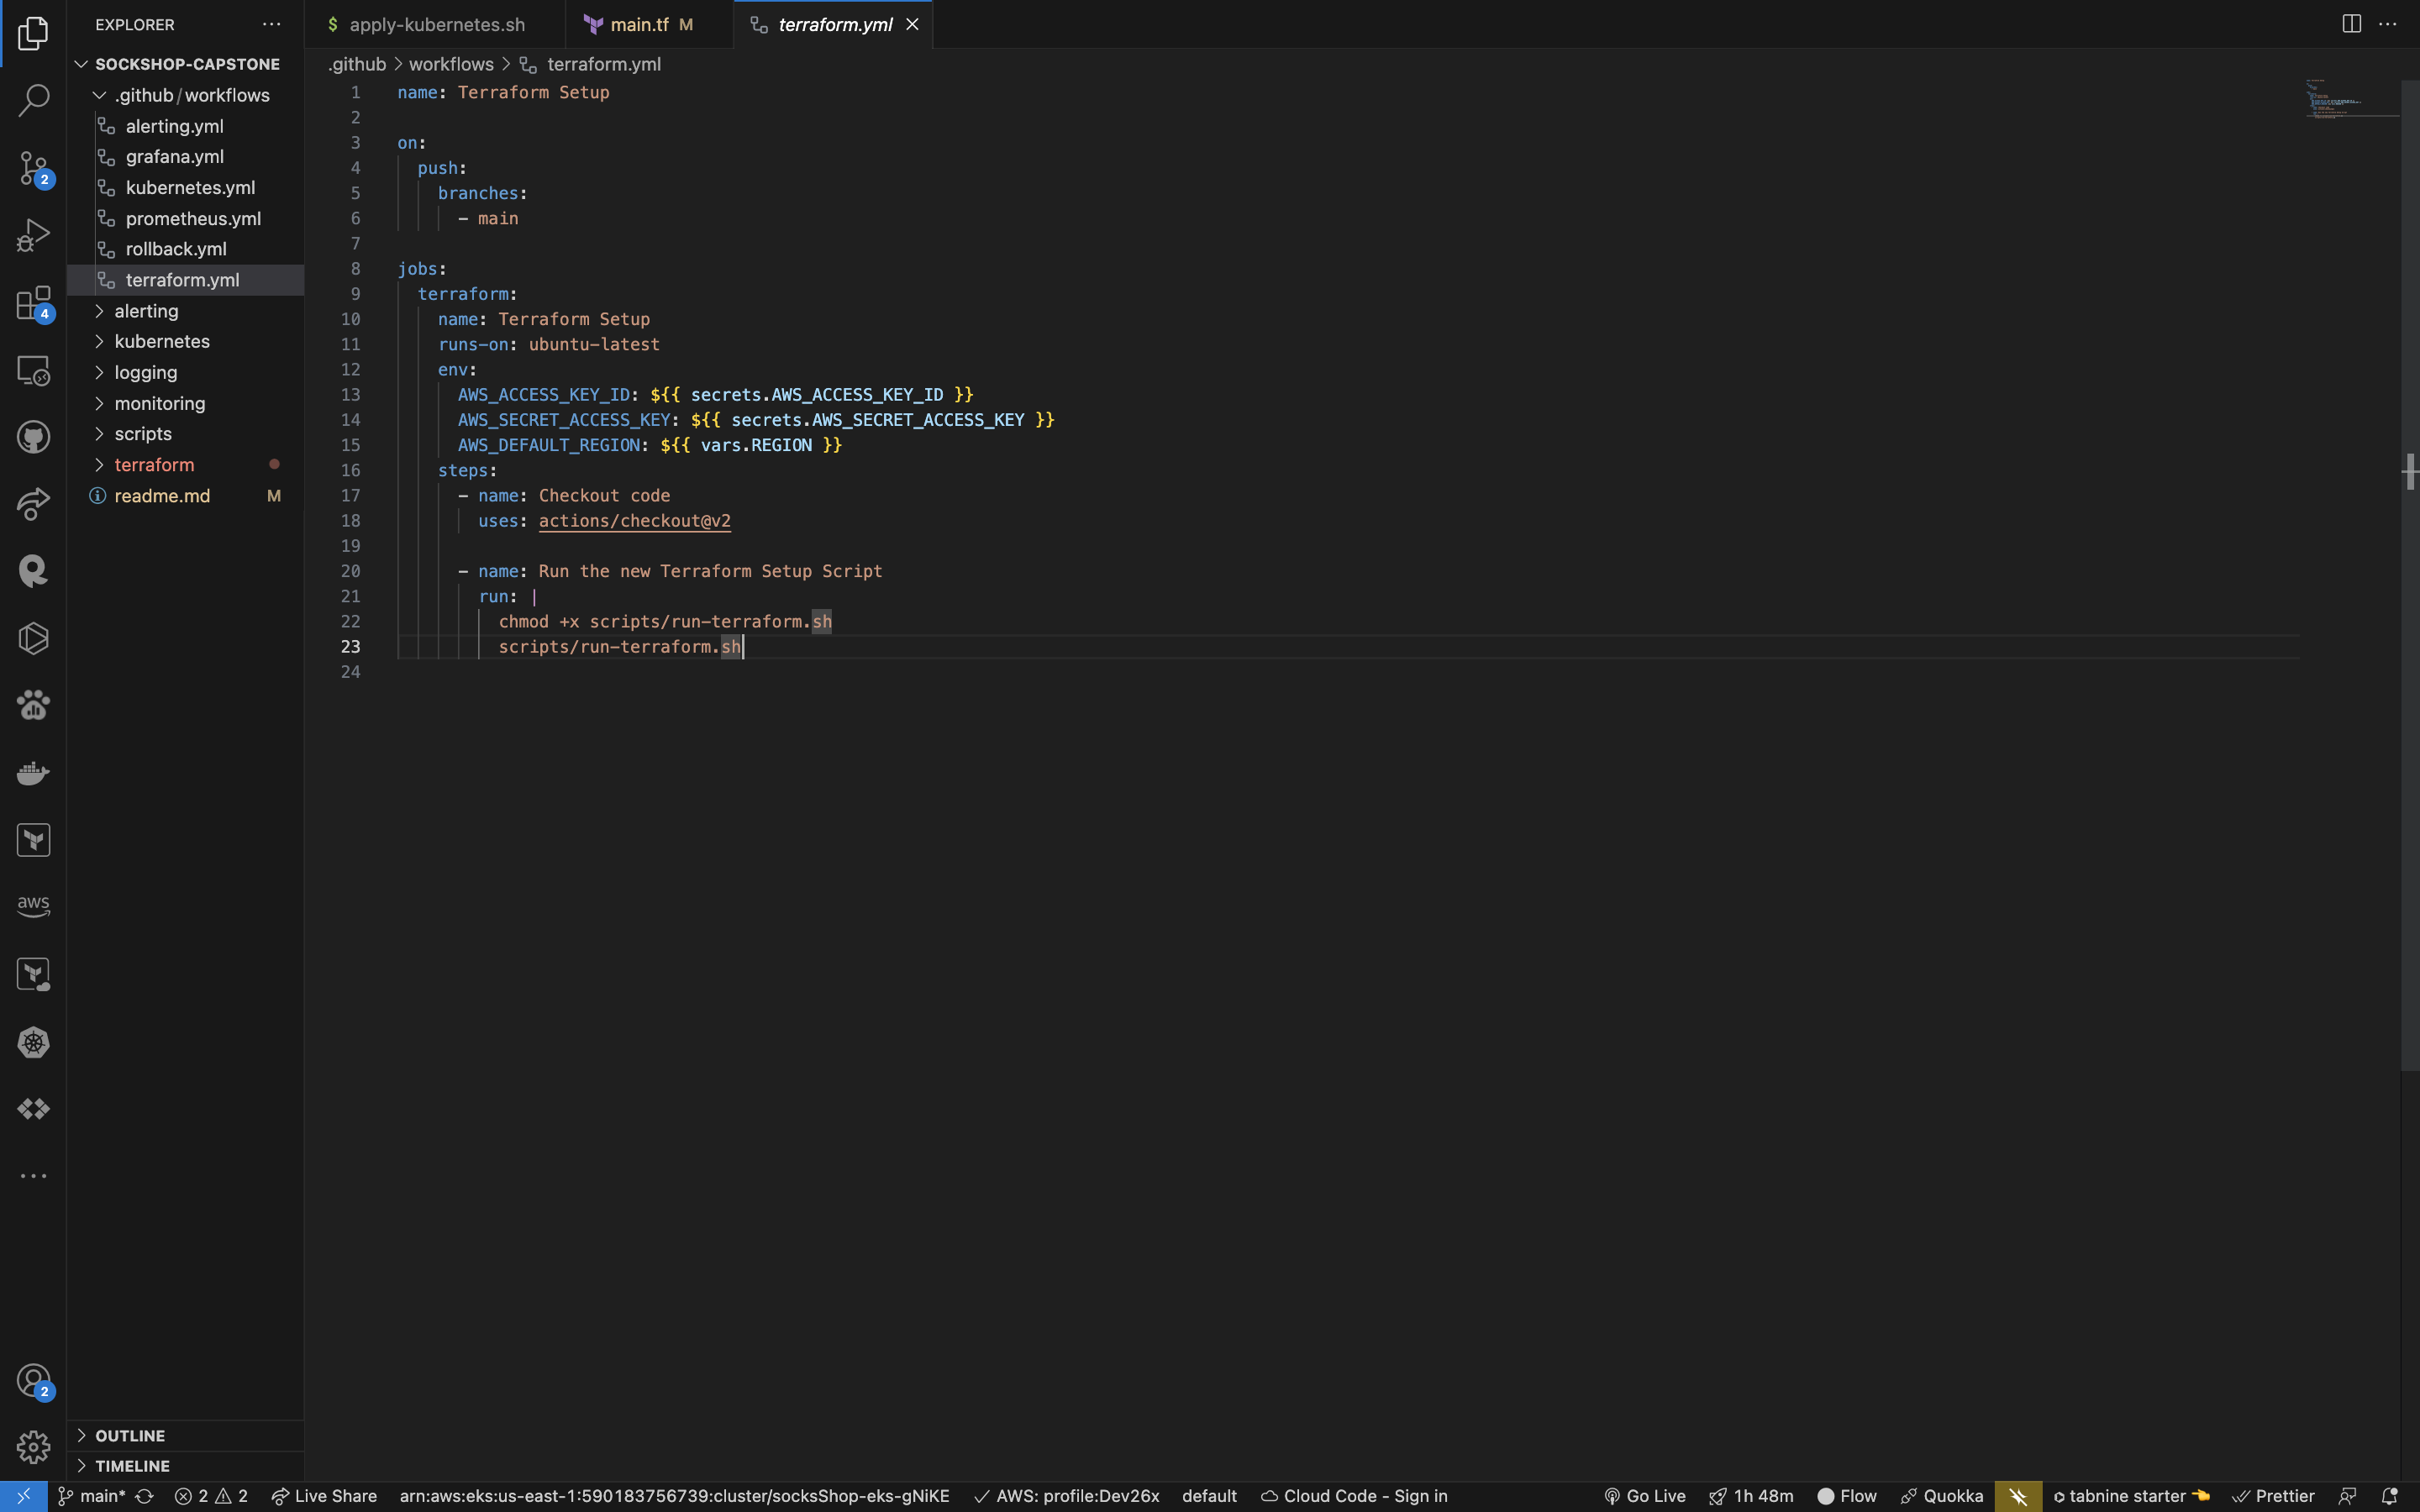 EXPLORER
SOCKSHOP-CAPSTONE
.github/workflows
alerting.yml
grafana.yml
kubernetes.yml
prometheus.yml
rollback.yml
terraform.yml
alerting
kubernetes
logging
monitoring
scripts
terraform
readme.md M
OUTLINE
TIMELINE
2
4
aws
2
$ apply-kubernetes.sh
main.tf M
terraform.yml
.github > workflows > terraform.yml
1 name: Terraform Setup
2
3 on:
4 push:
5 branches:
6 - main
7
8 jobs:
9 terraform:
10 name: Terraform Setup
11 runs-on: ubuntu-latest
12 env:
13 AWS_ACCESS_KEY_ID: ${{ secrets.AWS_ACCESS_KEY_ID }}
14 AWS_SECRET_ACCESS_KEY: ${{ secrets.AWS_SECRET_ACCESS_KEY }}
15 AWS_DEFAULT_REGION: ${{ vars.REGION }}
16 steps:
17 - name: Checkout code
18 uses: actions/checkout@v2
19
20 - name: Run the new Terraform Setup Script
21 run: |
22 chmod +x scripts/run-terraform.sh
23 scripts/run-terraform.sh
24
main* 2 2 Live Share arn:aws:eks:us-east-1:590183756739:cluster/socksShop-eks-gNiKE AWS: profile:Dev26x default Cloud Code - Sign in Go Live 1h 48m Flow Quokka tabnine starter Prettier